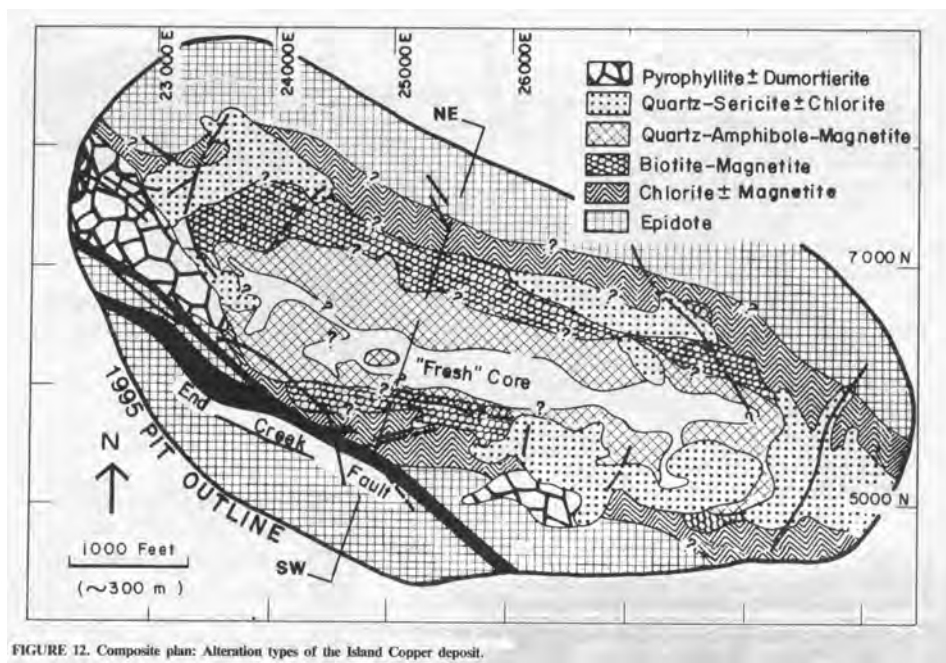 23000E
24000E
25000E
26000E
NE
Pyrophyllite ± Dumortierite
Quartz-Sericite ± Chlorite
Quartz-Amphibole-Magnetite
Biotite-Magnetite
Chlorite ± Magnetite
Epidote
7000 N
"Fresh" Core
End Creek Fault
1995 PIT OUTLINE
N
5000 N
1000 Feet
(~300 m)
SW
? ? ? ? ? ? ? ? ? ? ? ? ? ? ? ? ? ? ? ? ? ?
FIGURE 12. Composite plan: Alteration types of the Island Copper deposit.